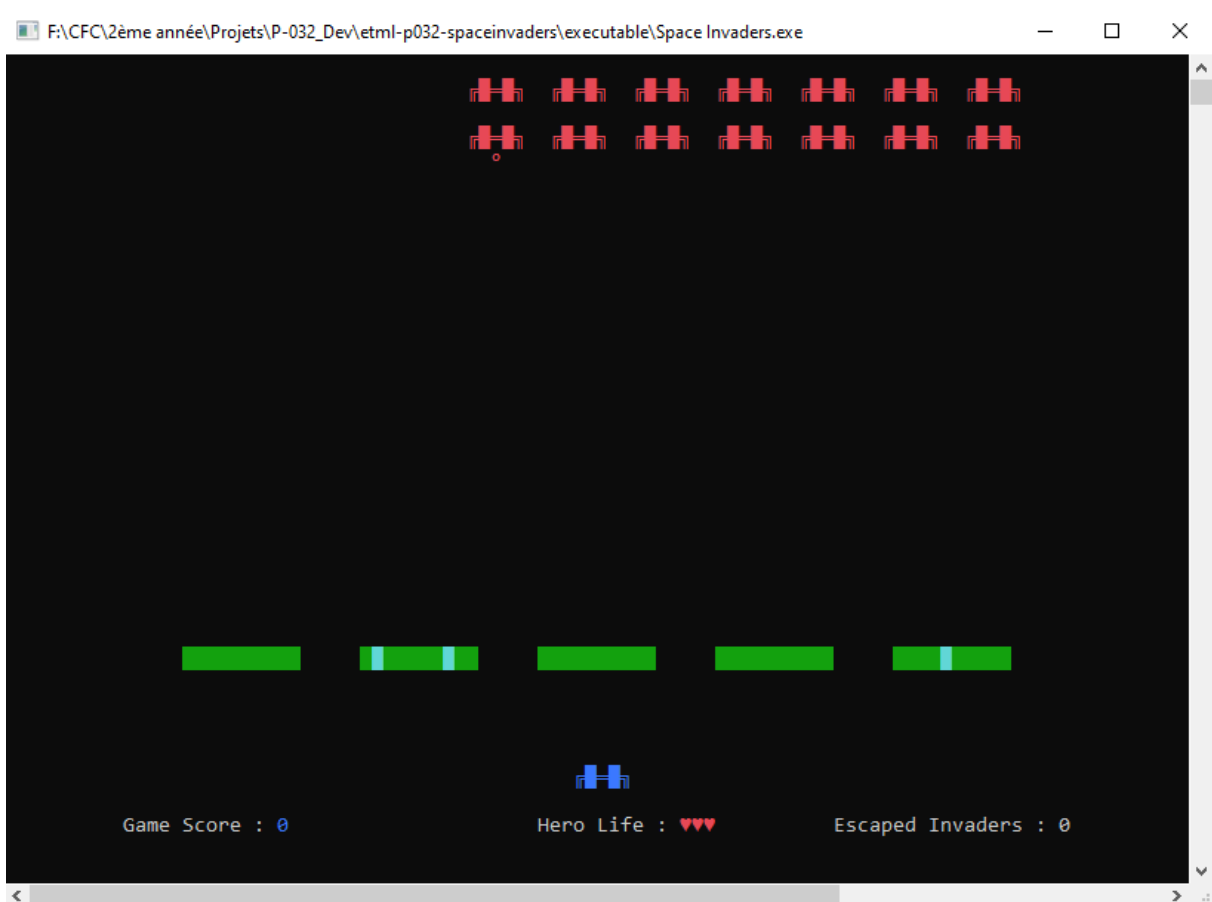 F:\CFC\2ème année\Projets\P-032_Dev\etml-p032-spaceinvaders\executable\Space Invaders.exe
Game Score : 0 Hero Life : ♥♥♥ Escaped Invaders : 0